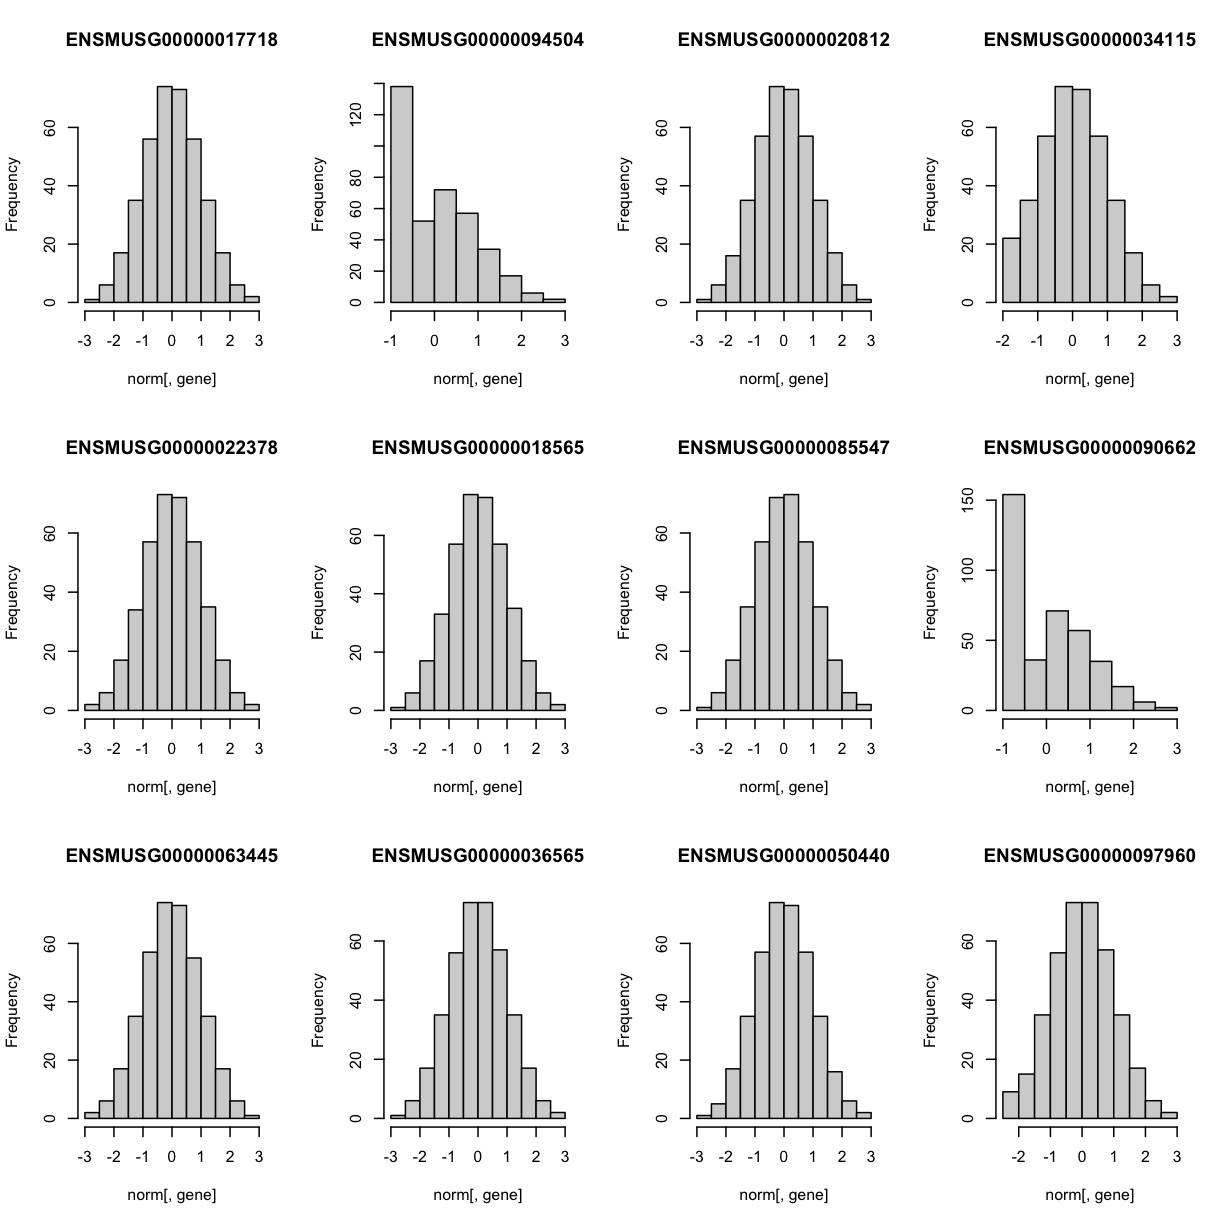 ENSMUSG00000017718
Frequency
0 20 40 60
-3 -2 -1 0 1 2 3
norm[, gene]
ENSMUSG00000094504
Frequency
0 20 40 60 80 120
-1 0 1 2 3
norm[, gene]
ENSMUSG00000020812
Frequency
0 20 40 60
-3 -2 -1 0 1 2 3
norm[, gene]
ENSMUSG00000034115
Frequency
0 20 40 60
-2 -1 0 1 2 3
norm[, gene]
ENSMUSG00000022378
Frequency
0 20 40 60
-3 -2 -1 0 1 2 3
norm[, gene]
ENSMUSG00000018565
Frequency
0 20 40 60
-3 -2 -1 0 1 2 3
norm[, gene]
ENSMUSG00000085547
Frequency
0 20 40 60
-3 -2 -1 0 1 2 3
norm[, gene]
ENSMUSG00000090662
Frequency
0 50 100 150
-1 0 1 2 3
norm[, gene]
ENSMUSG00000063445
Frequency
0 20 40 60
-3 -2 -1 0 1 2 3
norm[, gene]
ENSMUSG00000036565
Frequency
0 20 40 60
-3 -2 -1 0 1 2 3
norm[, gene]
ENSMUSG00000050440
Frequency
0 20 40 60
-3 -2 -1 0 1 2 3
norm[, gene]
ENSMUSG00000097960
Frequency
0 20 40 60
-2 -1 0 1 2 3
norm[, gene]